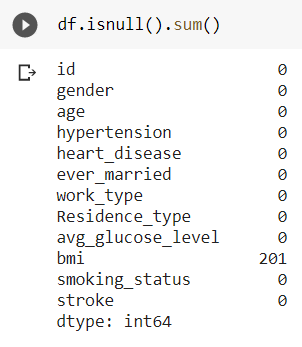 df.isnull().sum()
id 0
gender 0
age 0
hypertension 0
heart_disease 0
ever_married 0
work_type 0
Residence_type 0
avg_glucose_level 0
bmi 201
smoking_status 0
stroke 0
dtype: int64